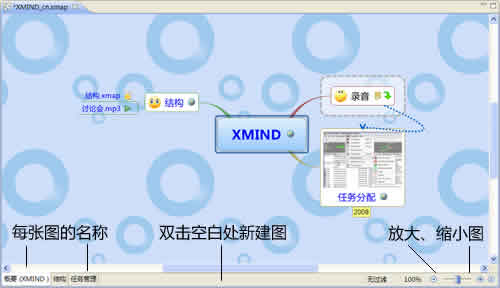 *XMIND_cn.xmap
结构.xmap
讨论会.mp3
结构
录音
XMIND
任务分配
2008
每张图的名称
双击空白处新建图
放大、缩小图
概要 (XMIND)
结构
任务管理
无过滤
100%